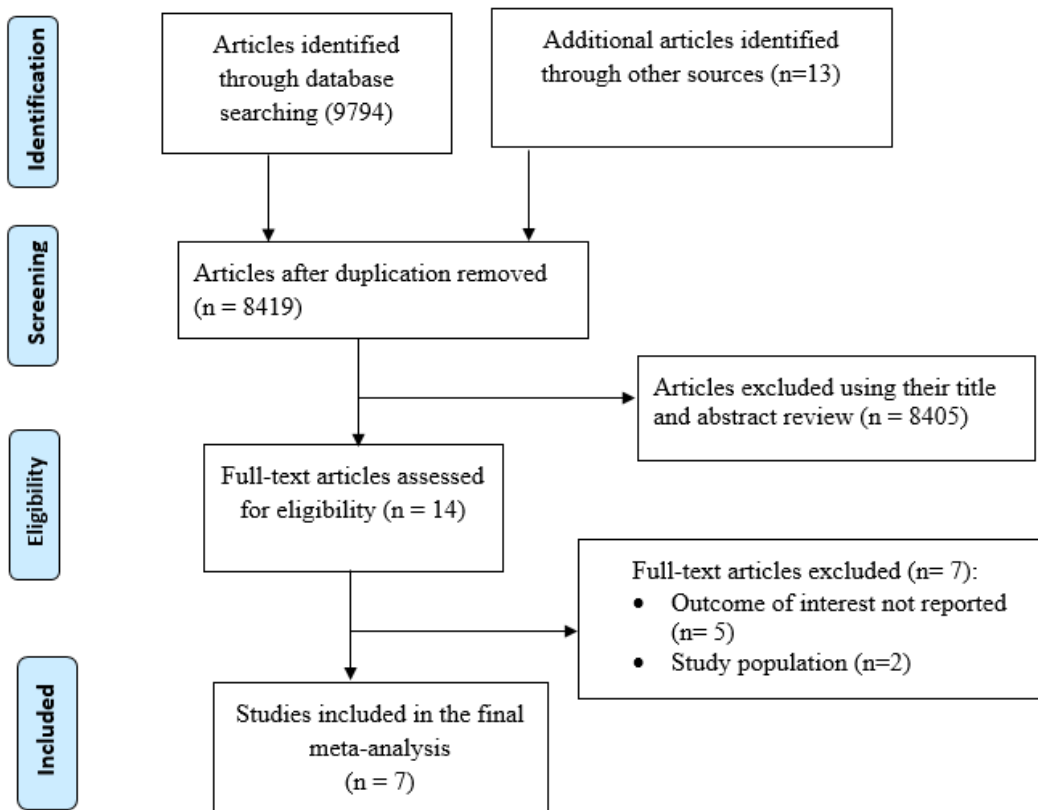 Identification
Articles identified
through database
searching (9794)
Additional articles identified
through other sources (n=13)
Screening
Articles after duplication removed
(n = 8419)
Articles excluded using their title
and abstract review (n = 8405)
Eligibility
Full-text articles assessed
for eligibility (n = 14)
Full-text articles excluded (n= 7):
• Outcome of interest not reported
(n= 5)
• Study population (n=2)
Included
Studies included in the final
meta-analysis
(n = 7)